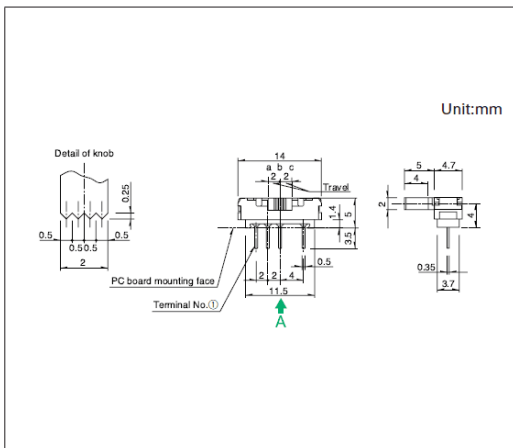 Unit:mm
Detail of knob
0.25
0.5
0.5
0.5 0.5
2
14
a b c
2 2
Travel
1.4
5
3.5
PC board mounting face
2 2 4
0.5
Terminal No.①
11.5
A
5 4.7
4
2
4
0.35
3.7